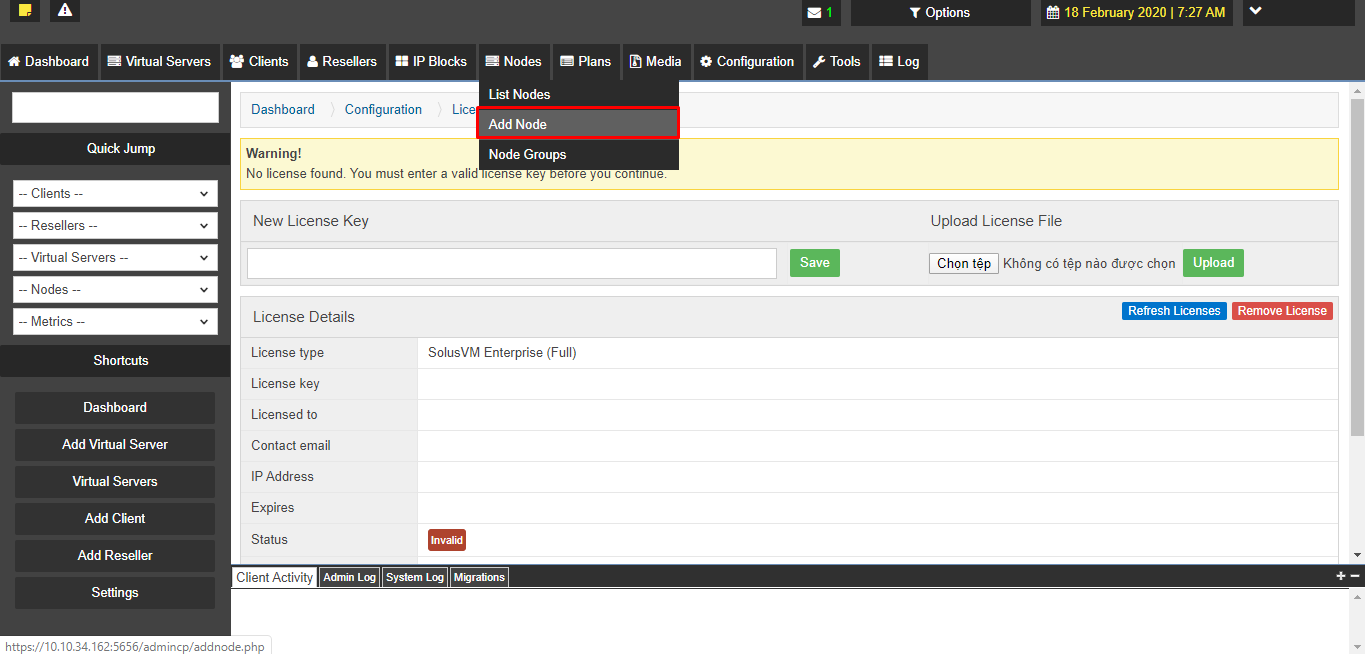 1
Options
18 February 2020 | 7:27 AM
Dashboard
Virtual Servers
Clients
Resellers
IP Blocks
Nodes
Plans
Media
Configuration
Tools
Log
List Nodes
Add Node
Node Groups
Quick Jump
-- Clients --
-- Resellers --
-- Virtual Servers --
-- Nodes --
-- Metrics --
Shortcuts
Dashboard
Add Virtual Server
Virtual Servers
Add Client
Add Reseller
Settings
Dashboard
Configuration
Warning!
No license found. You must enter a valid license key before you continue.
New License Key
Upload License File
Save
Chọn tệp
Không có tệp nào được chọn
Upload
License Details
Refresh Licenses
Remove License
License type
SolusVM Enterprise (Full)
License key
Licensed to
Contact email
IP Address
Expires
Status
Invalid
Client Activity
Admin Log
System Log
Migrations
https://10.10.34.162:5656/admincp/addnode.php